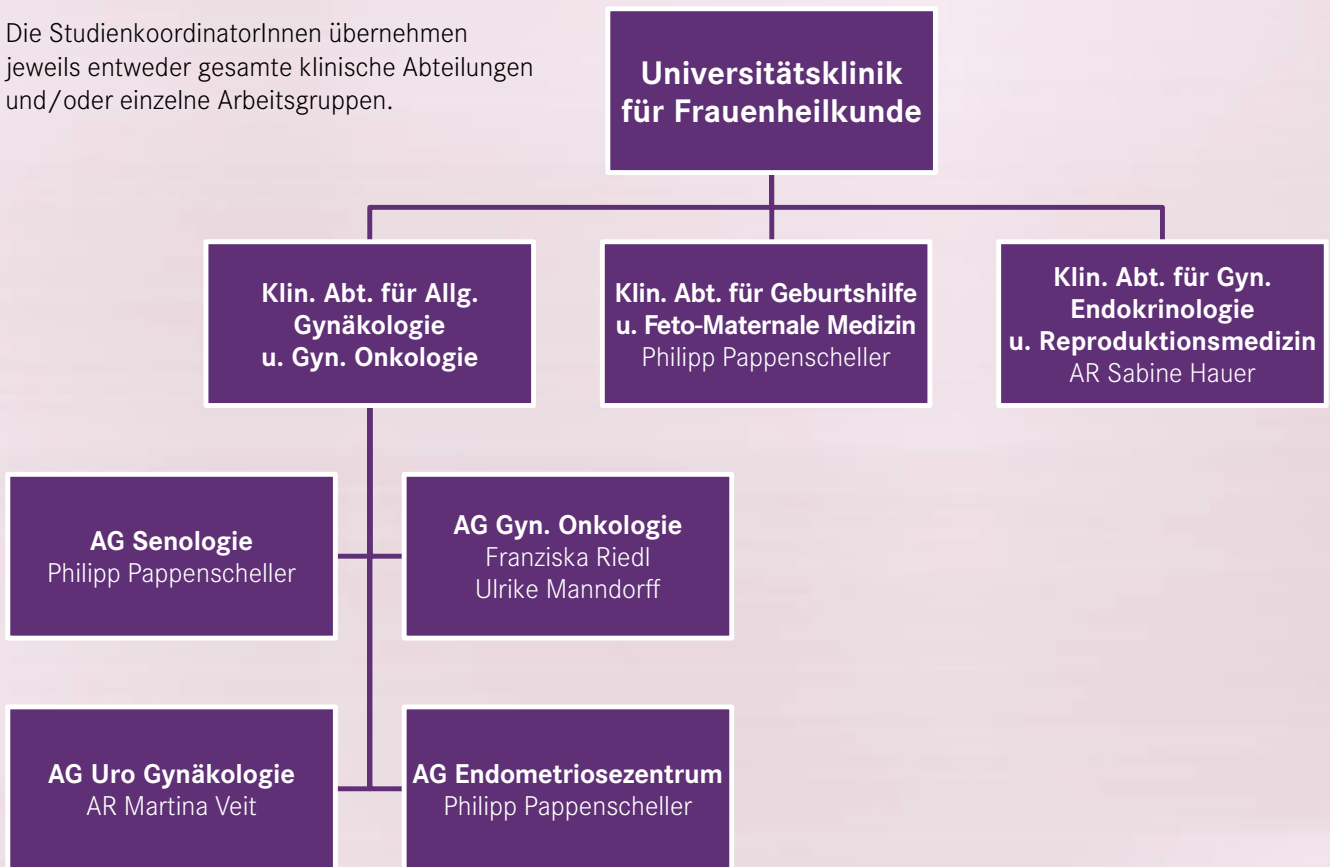 Die StudienkoordinatorInnen übernehmen
jeweils entweder gesamte klinische Abteilungen
und/oder einzelne Arbeitsgruppen.
Universitätsklinik
für Frauenheilkunde
Klin. Abt. für Allg.
Gynäkologie
u. Gyn. Onkologie
Klin. Abt. für Geburtshilfe
u. Feto-Maternale Medizin
Philipp Pappenscheller
Klin. Abt. für Gyn.
Endokrinologie
u. Reproduktionsmedizin
AR Sabine Hauer
AG Senologie
Philipp Pappenscheller
AG Gyn. Onkologie
Franziska Riedl
Ulrike Manndorff
AG Uro Gynäkologie
AR Martina Veit
AG Endometriosezentrum
Philipp Pappenscheller